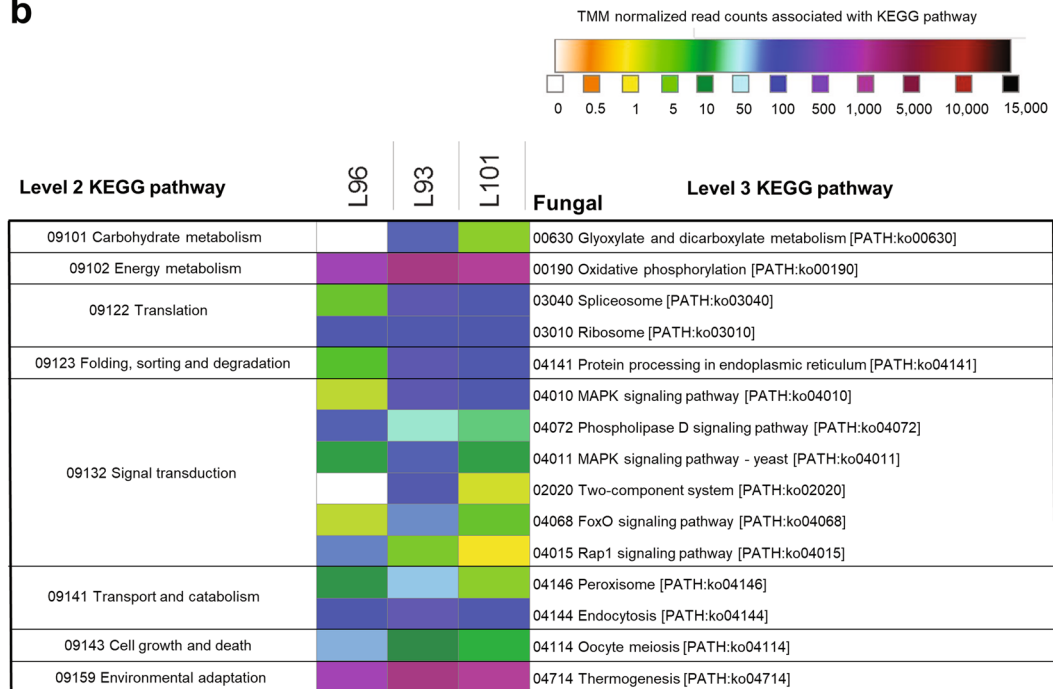 b
TMM normalized read counts associated with KEGG pathway
0 0.5 1 5 10 50 100 500 1,000 5,000 10,000 15,000
Level 2 KEGG pathway L96 L93 L101 Fungal Level 3 KEGG pathway
09101 Carbohydrate metabolism 00630 Glyoxylate and dicarboxylate metabolism [PATH:ko00630]
09102 Energy metabolism 00190 Oxidative phosphorylation [PATH:ko00190]
09122 Translation 03040 Spliceosome [PATH:ko03040]
03010 Ribosome [PATH:ko03010]
09123 Folding, sorting and degradation 04141 Protein processing in endoplasmic reticulum [PATH:ko04141]
09132 Signal transduction 04010 MAPK signaling pathway [PATH:ko04010]
04072 Phospholipase D signaling pathway [PATH:ko04072]
04011 MAPK signaling pathway - yeast [PATH:ko04011]
02020 Two-component system [PATH:ko02020]
04068 FoxO signaling pathway [PATH:ko04068]
04015 Rap1 signaling pathway [PATH:ko04015]
09141 Transport and catabolism 04146 Peroxisome [PATH:ko04146]
04144 Endocytosis [PATH:ko04144]
09143 Cell growth and death 04114 Oocyte meiosis [PATH:ko04114]
09159 Environmental adaptation 04714 Thermogenesis [PATH:ko04714]